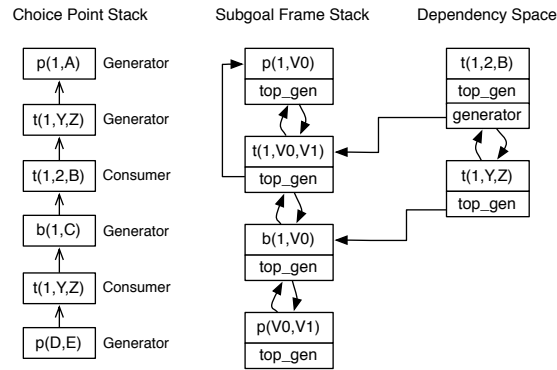 Choice Point Stack
Subgoal Frame Stack
Dependency Space
p(1,A)
Generator
t(1,Y,Z)
Generator
t(1,2,B)
Consumer
b(1,C)
Generator
t(1,Y,Z)
Consumer
p(D,E)
Generator
p(1,V0)
top_gen
t(1,V0,V1)
top_gen
b(1,V0)
top_gen
p(V0,V1)
top_gen
t(1,2,B)
top_gen
generator
t(1,Y,Z)
top_gen